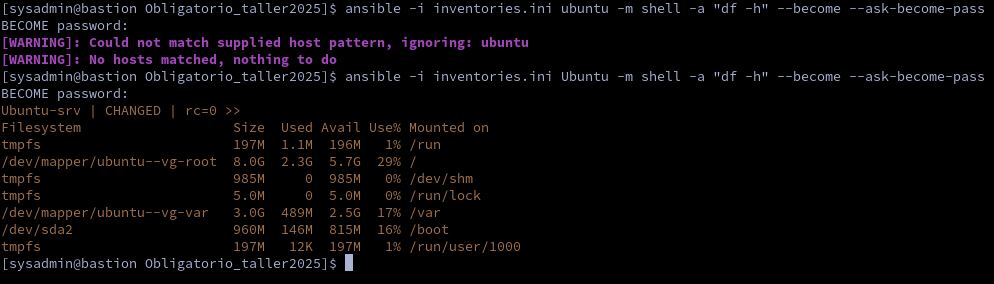 [sysadmin@bastion Obligatorio_taller2025]$ ansible -i inventories.ini ubuntu -m shell -a "df -h" --become --ask-become-pass
BECOME password:
[WARNING]: Could not match supplied host pattern, ignoring: ubuntu
[WARNING]: No hosts matched, nothing to do
[sysadmin@bastion Obligatorio_taller2025]$ ansible -i inventories.ini Ubuntu -m shell -a "df -h" --become --ask-become-pass
BECOME password:
Ubuntu-srv | CHANGED | rc=0 >>
Filesystem                    Size  Used Avail Use% Mounted on
tmpfs                         197M  1.1M  196M   1% /run
/dev/mapper/ubuntu--vg-root   8.0G  2.3G  5.7G  29% /
tmpfs                         985M     0  985M   0% /dev/shm
tmpfs                         5.0M     0  5.0M   0% /run/lock
/dev/mapper/ubuntu--vg-var    3.0G  489M  2.5G  17% /var
/dev/sda2                     960M  146M  815M  16% /boot
tmpfs                         197M   12K  197M   1% /run/user/1000
[sysadmin@bastion Obligatorio_taller2025]$